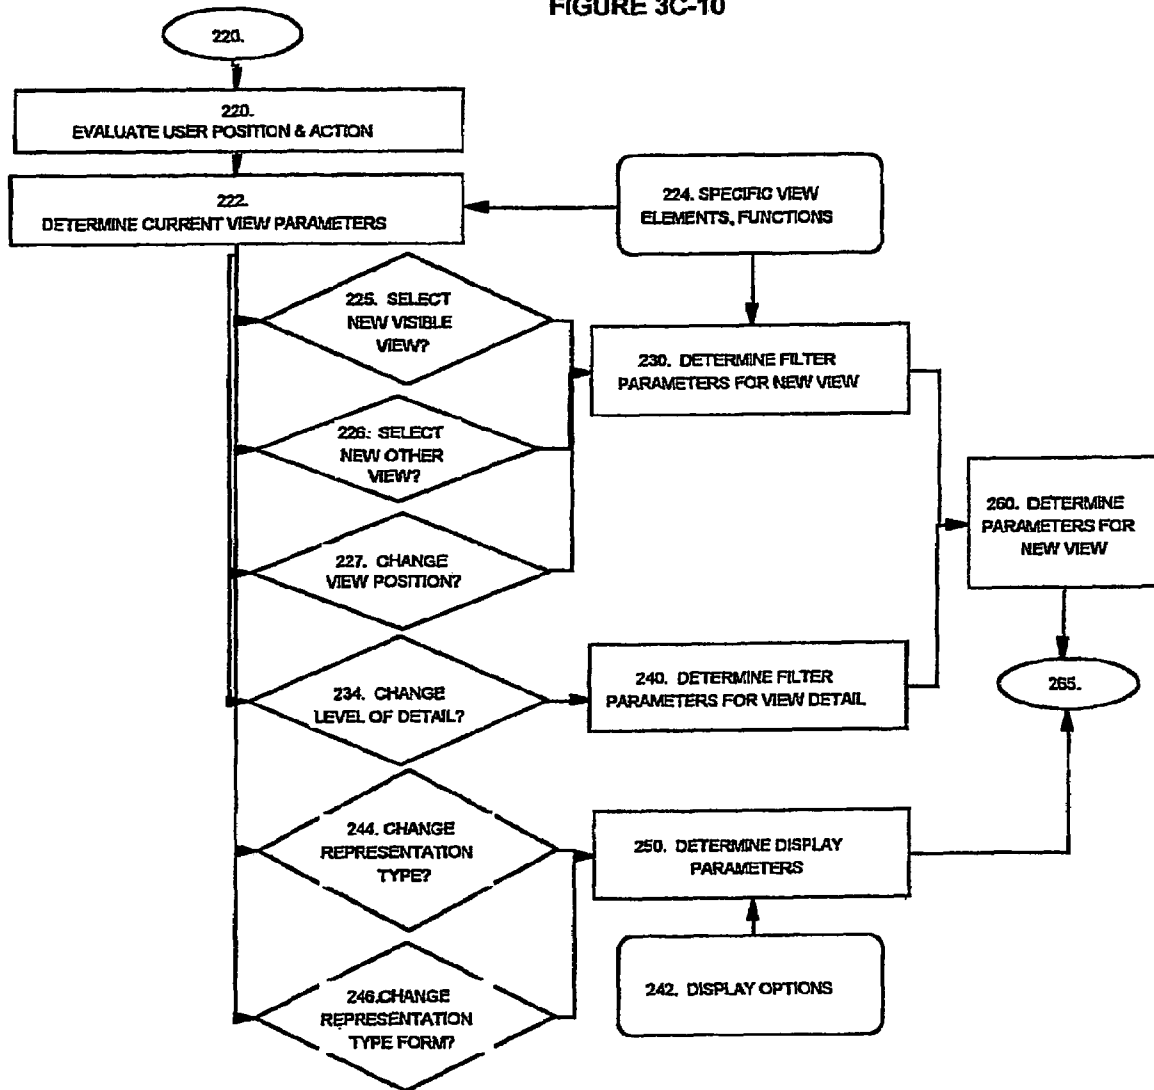 FIGURE 3C-10
220.
220.
EVALUATE USER POSITION & ACTION
222.
DETERMINE CURRENT VIEW PARAMETERS
224. SPECIFIC VIEW
ELEMENTS, FUNCTIONS
225. SELECT
NEW VISIBLE
VIEW?
230. DETERMINE FILTER
PARAMETERS FOR NEW VIEW
226. SELECT
NEW OTHER
VIEW?
260. DETERMINE
PARAMETERS FOR
NEW VIEW
227. CHANGE
VIEW POSITION?
234. CHANGE
LEVEL OF DETAIL?
240. DETERMINE FILTER
PARAMETERS FOR VIEW DETAIL
265.
244. CHANGE
REPRESENTATION
TYPE?
250. DETERMINE DISPLAY
PARAMETERS
246.CHANGE
REPRESENTATION
TYPE FORM?
242. DISPLAY OPTIONS